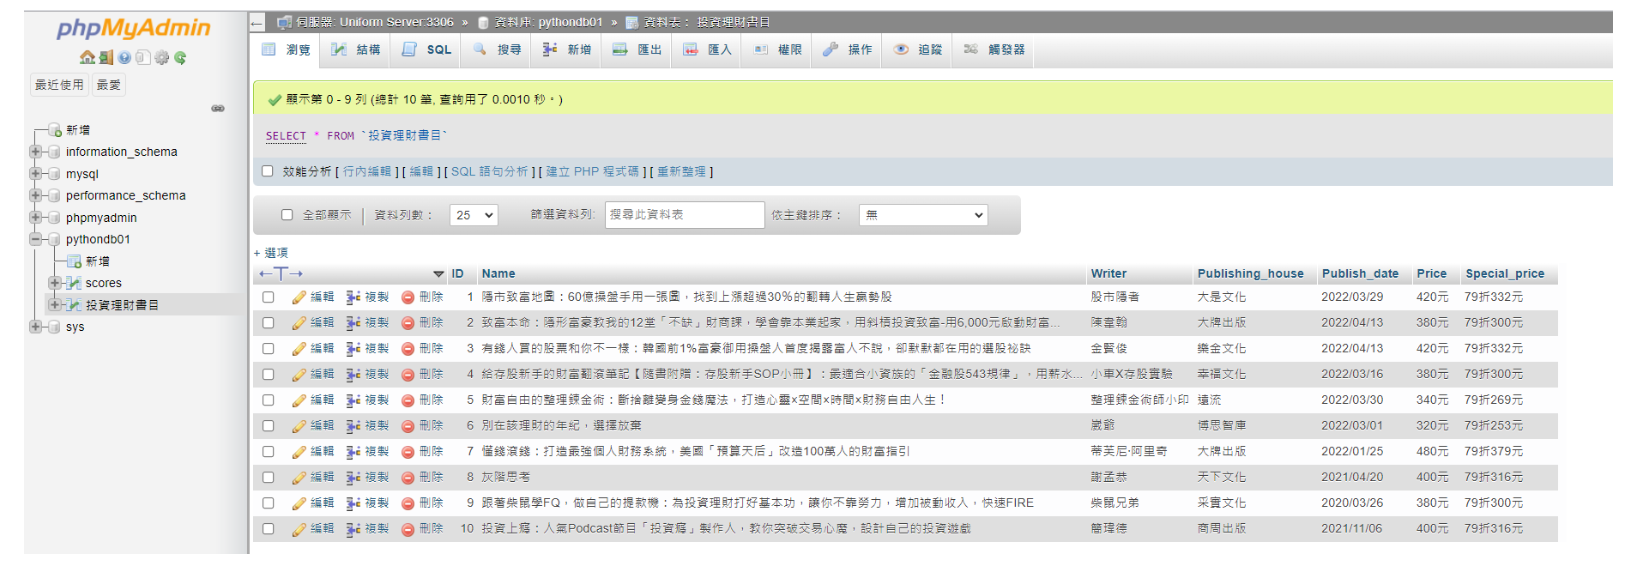 phpMyAdmin
最近使用 最愛
新增
information_schema
mysql
performance_schema
phpmyadmin
pythondb01
新增
scores
投資理財書目
sys
伺服器: Uniform Server:3306 » 資料庫: pythondb01 » 資料表： 投資理財書目
瀏覽 結構 SQL 搜尋 新增 匯出 匯入 權限 操作 追蹤 觸發器
顯示第 0 - 9 列 (總計 10 筆, 查詢用了 0.0010 秒。)
SELECT * FROM `投資理財書目`
效能分析 [ 行內編輯 ] [ 編輯 ] [ SQL 語句分析 ] [ 建立 PHP 程式碼 ] [ 重新整理 ]
全部顯示 | 資料列數： 25 篩選資料列: 搜尋此資料表 依主鍵排序： 無
+ 選項
←T→ ID Name Writer Publishing_house Publish_date Price Special_price
編輯 複製 刪除 1 隱市致富地圖：60億操盤手用一張圖，找到上漲超過30%的翻轉人生贏勢股 股市隱者 大是文化 2022/03/29 420元 79折332元
編輯 複製 刪除 2 致富本命：隱形富豪教我的12堂「不缺」財商課，學會靠本業起家，用斜槓投資致富-用6,000元啟動財富... 陳韋翰 大牌出版 2022/04/13 380元 79折300元
編輯 複製 刪除 3 有錢人買的股票和你不一樣：韓國前1%富豪御用操盤人首度揭露富人不說，卻默默都在用的選股祕訣 金賢俊 樂金文化 2022/04/13 420元 79折332元
編輯 複製 刪除 4 給存股新手的財富翻滾筆記【隨書附贈：存股新手SOP小冊】：最適合小資族的「金融股543規律」，用薪水... 小車X存股實驗 幸福文化 2022/03/16 380元 79折300元
編輯 複製 刪除 5 財富自由的整理鍊金術：斷捨離變身金錢魔法，打造心靈×空間×時間×財務自由人生！ 整理鍊金術師小印 遠流 2022/03/30 340元 79折269元
編輯 複製 刪除 6 別在該理財的年紀，選擇放棄 崴爺 博思智庫 2022/03/01 320元 79折253元
編輯 複製 刪除 7 懂錢滾錢：打造最強個人財務系統，美國「預算天后」改造100萬人的財富指引 蒂芙尼‧阿里奇 大牌出版 2022/01/25 480元 79折379元
編輯 複製 刪除 8 灰階思考 謝孟恭 天下文化 2021/04/20 400元 79折316元
編輯 複製 刪除 9 跟著柴鼠學FQ，做自己的提款機：為投資理財打好基本功，讓你不靠勞力，增加被動收入，快速FIRE 柴鼠兄弟 采實文化 2020/03/26 380元 79折300元
編輯 複製 刪除 10 投資上癮：人氣Podcast節目「投資癮」製作人，教你突破交易心魔，設計自己的投資遊戲 簡瑋德 商周出版 2021/11/06 400元 79折316元